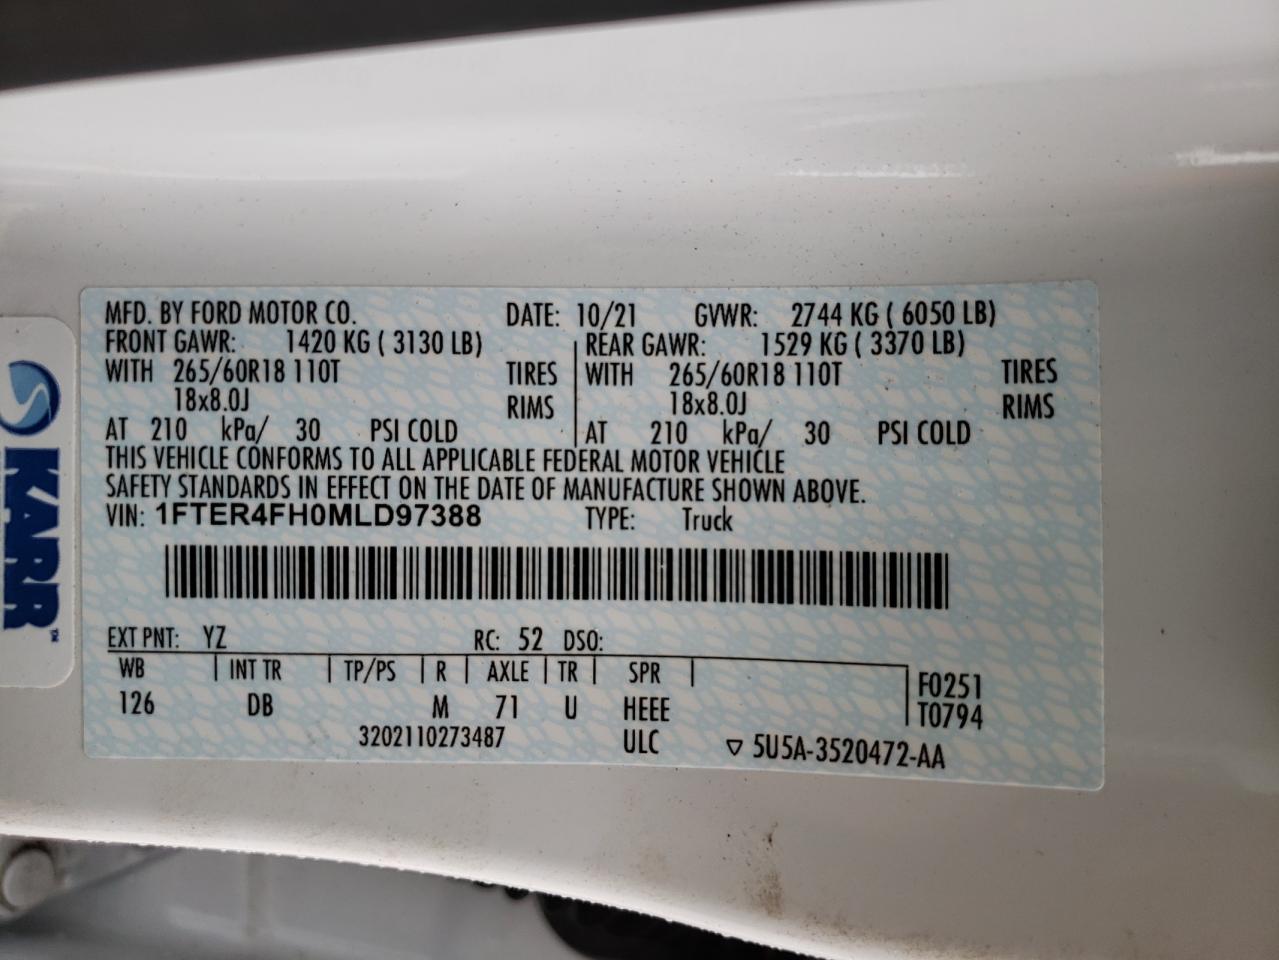 MFD. BY FORD MOTOR CO. DATE: 10/21 GVWR: 2744 KG ( 6050 LB)
FRONT GAWR: 1420 KG ( 3130 LB) REAR GAWR: 1529 KG ( 3370 LB)
WITH 265/60R18 110T TIRES WITH 265/60R18 110T TIRES
18x8.0J RIMS 18x8.0J RIMS
AT 210 kPa/ 30 PSI COLD AT 210 kPa/ 30 PSI COLD
THIS VEHICLE CONFORMS TO ALL APPLICABLE FEDERAL MOTOR VEHICLE
SAFETY STANDARDS IN EFFECT ON THE DATE OF MANUFACTURE SHOWN ABOVE.
VIN: 1FTER4FH0MLD97388 TYPE: Truck
EXT PNT: YZ RC: 52 DSO:
WB INT TR TP/PS R AXLE TR SPR F0251
126 DB M 71 U HEEE T0794
3202110273487 ULC ▽ 5U5A-3520472-AA
KARR™